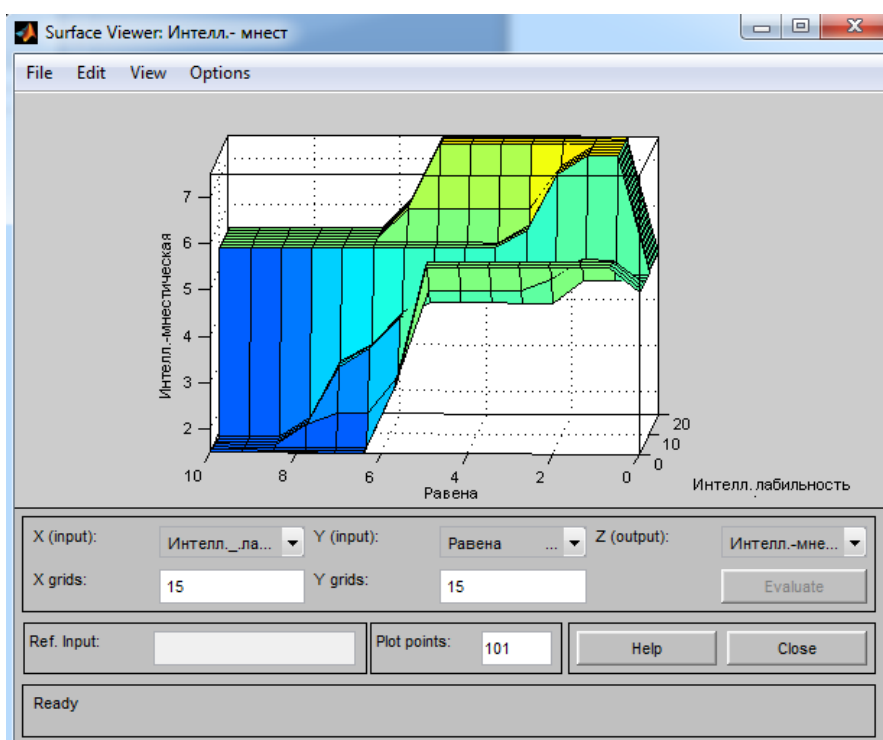 Surface Viewer: Интелл.- мнест
File Edit View Options
Интелл.-мнестическая
7
6
5
4
3
2
10 8 6 4 2 0
Равена
0
10
20
Интелл. лабильность
X (input): Интелл._.ла... Y (input): Равена ... Z (output): Интелл.-мне...
X grids: 15 Y grids: 15 Evaluate
Ref. Input: Plot points: 101 Help Close
Ready